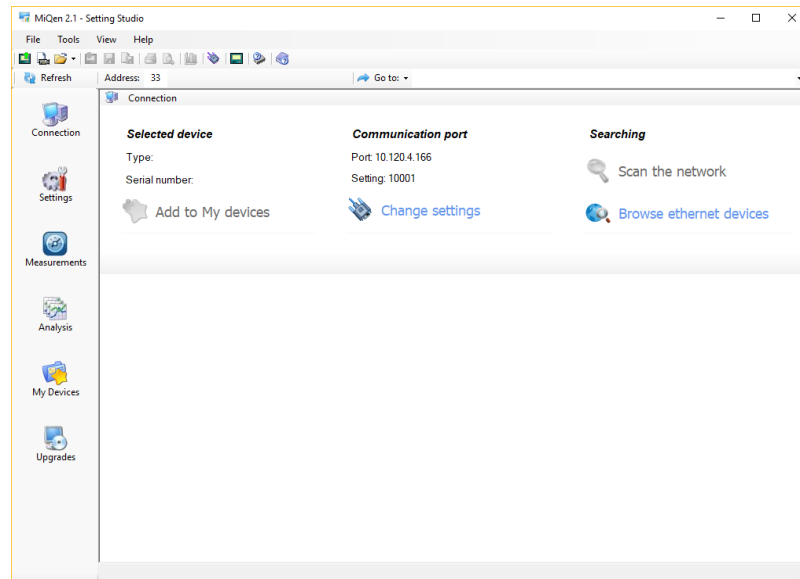 MiQen 2.1 - Setting Studio
File Tools View Help
Refresh Address: 33 Go to:
Connection
Connection
Selected device Communication port Searching
Type: Port: 10.120.4.166 Scan the network
Serial number: Setting: 10001
Add to My devices Change settings Browse ethernet devices
Settings
Measurements
Analysis
My Devices
Upgrades